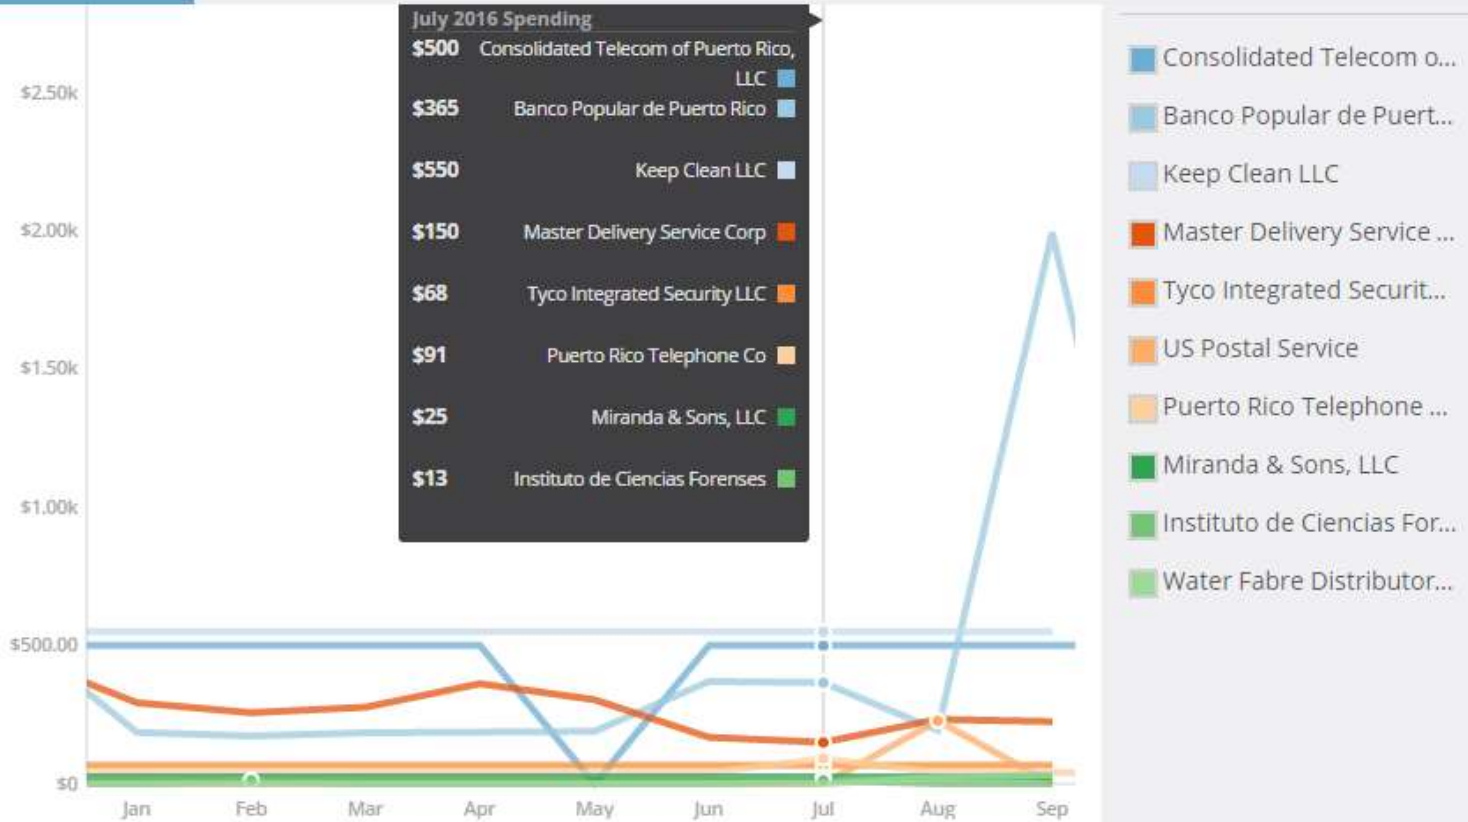 July 2016 Spending
$500 Consolidated Telecom of Puerto Rico,
LLC
$365 Banco Popular de Puerto Rico
$550 Keep Clean LLC
$150 Master Delivery Service Corp
$68 Tyco Integrated Security LLC
$91 Puerto Rico Telephone Co
$25 Miranda & Sons, LLC
$13 Instituto de Ciencias Forenses
$2.50k
$2.00k
$1.50k
$1.00k
$500.00
$0
Jan Feb Mar Apr May Jun Jul Aug Sep
Consolidated Telecom o...
Banco Popular de Puert...
Keep Clean LLC
Master Delivery Service ...
Tyco Integrated Securit...
US Postal Service
Puerto Rico Telephone ...
Miranda & Sons, LLC
Instituto de Ciencias For...
Water Fabre Distributor...